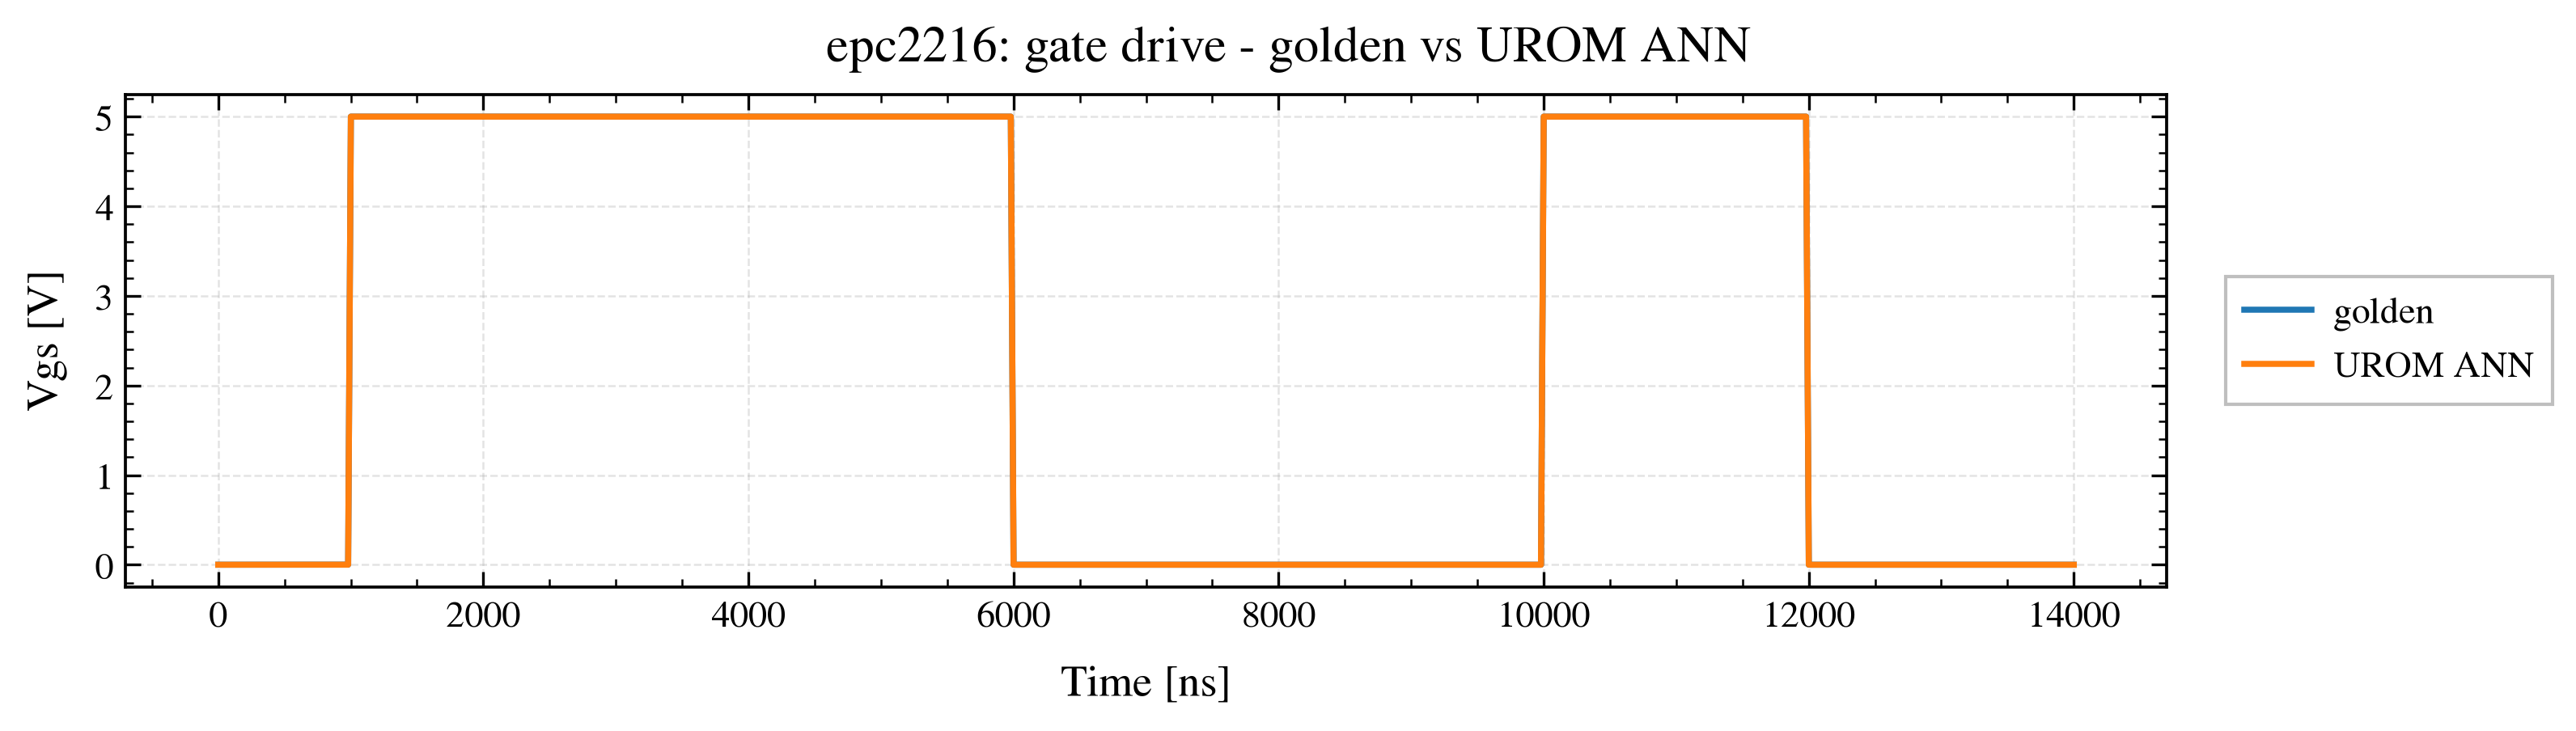 epc2216: gate drive - golden vs UROM ANN
Vgs [V]
5
4
3
2
1
0
0 2000 4000 6000 8000 10000 12000 14000
Time [ns]
golden
UROM ANN